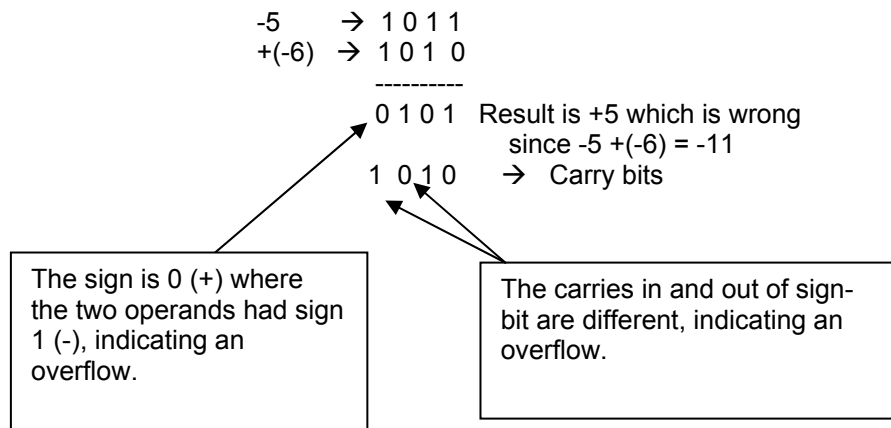 -5 → 1 0 1 1
+(-6) → 1 0 1 0
----------
0 1 0 1 Result is +5 which is wrong
since -5 +(-6) = -11
1 0 1 0 → Carry bits
The sign is 0 (+) where
the two operands had sign
1 (-), indicating an
overflow.
The carries in and out of sign-
bit are different, indicating an
overflow.